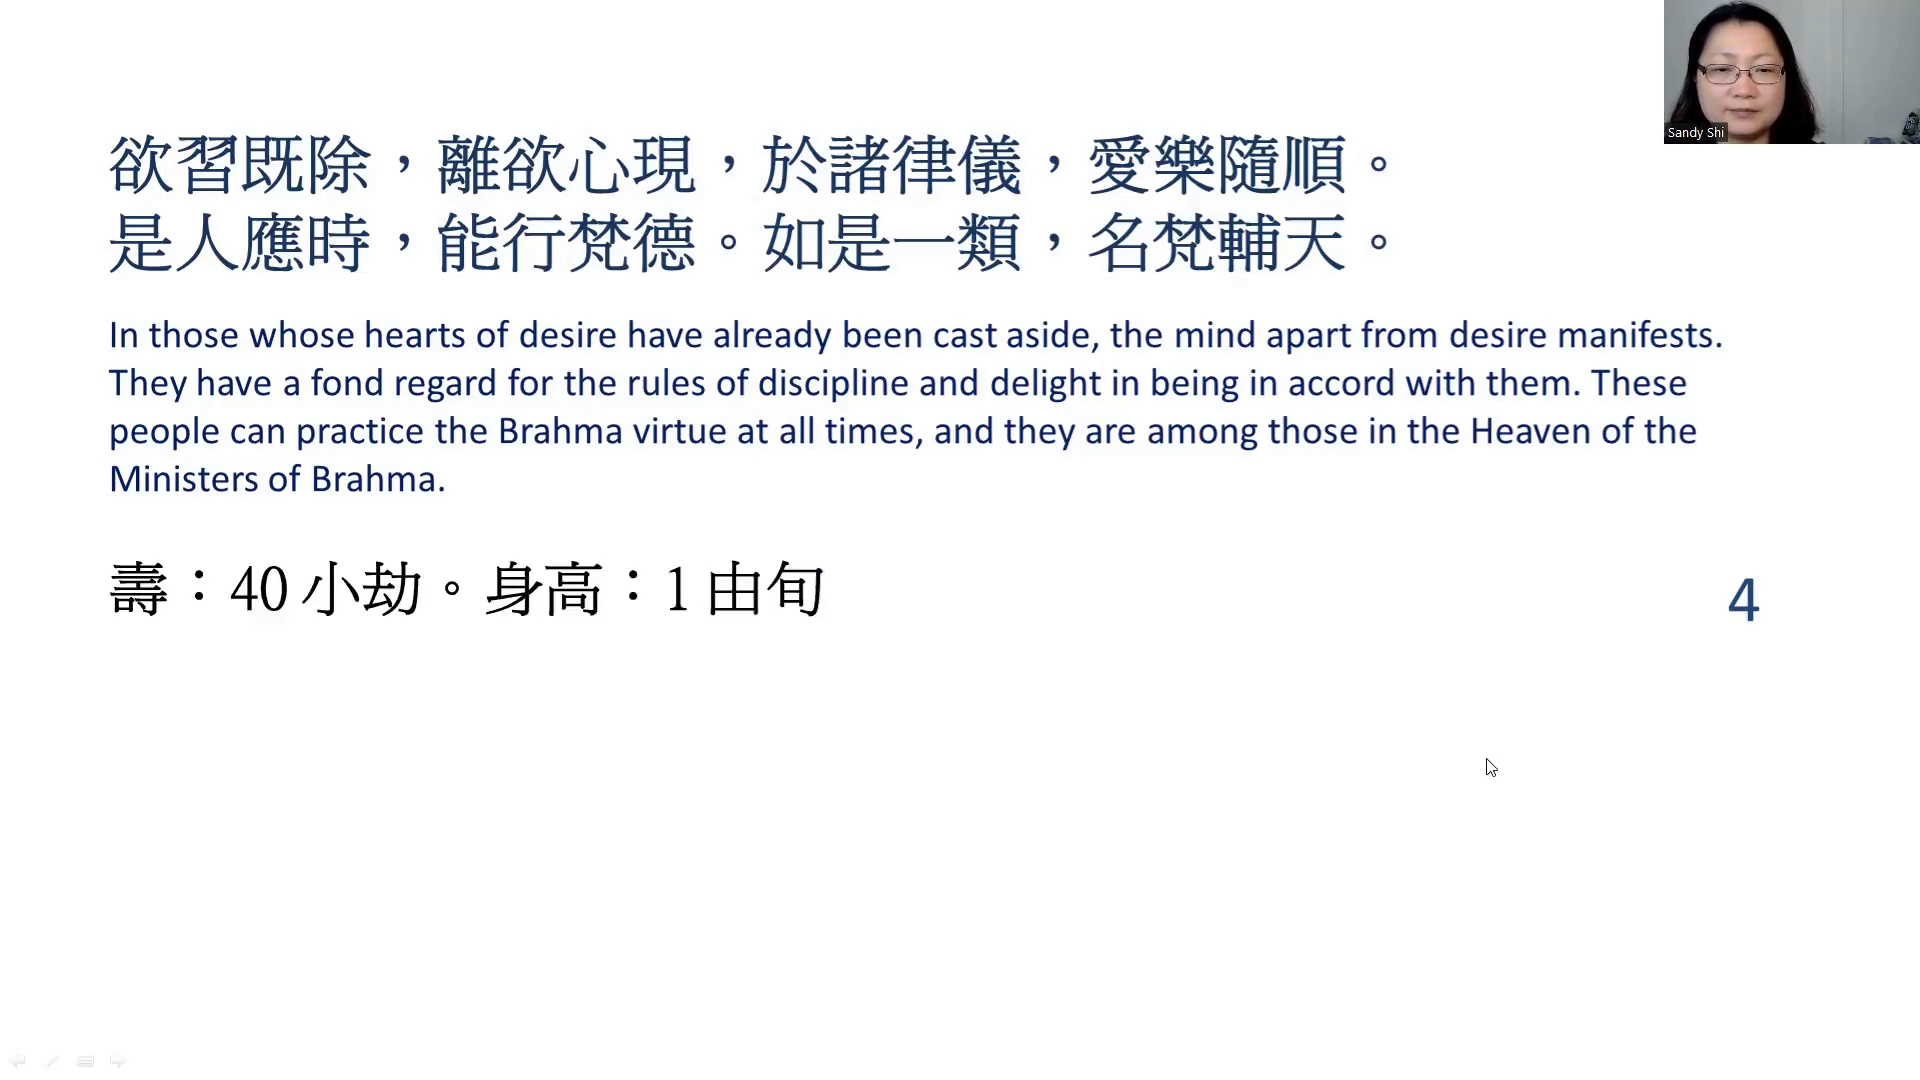 欲習既除，離欲心現，於諸律儀，愛樂隨順。
是人應時，能行梵德。如是一類，名梵輔天。
In those whose hearts of desire have already been cast aside, the mind apart from desire manifests.
They have a fond regard for the rules of discipline and delight in being in accord with them. These
people can practice the Brahma virtue at all times, and they are among those in the Heaven of the
Ministers of Brahma.
壽：40 小劫。身高：1 由旬
4
Sandy Shi